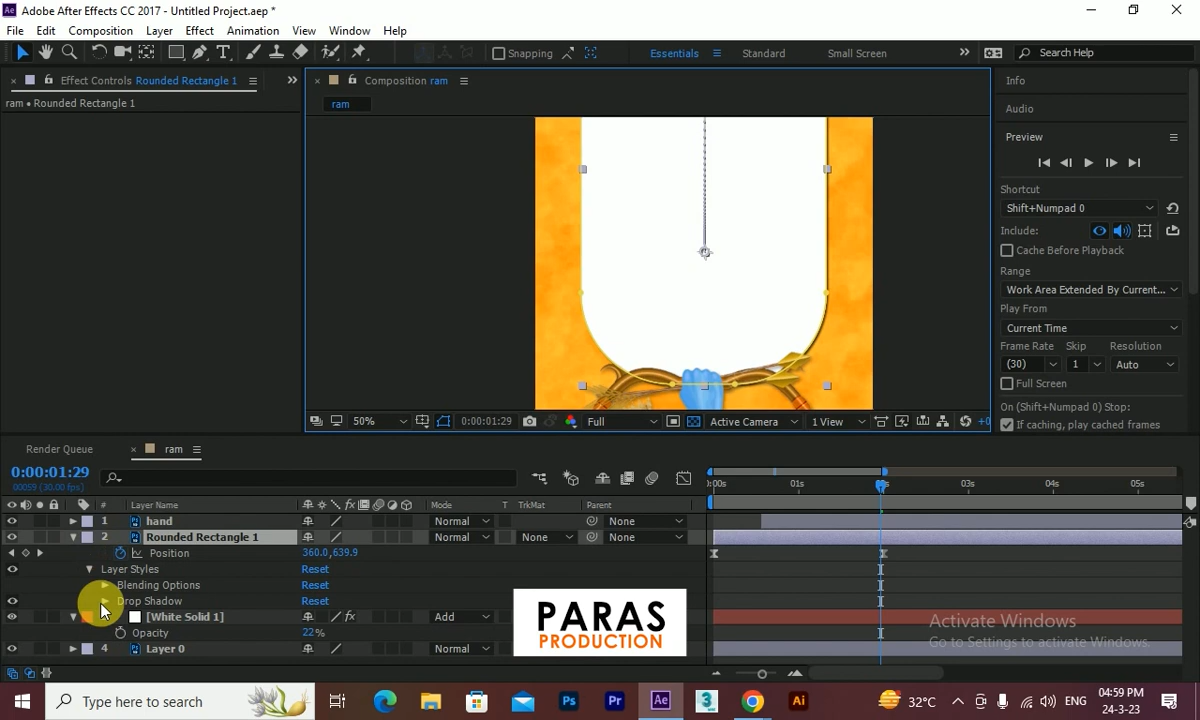 Adobe After Effects CC 2017 - Untitled Project.aep *
File Edit Composition Layer Effect Animation View Window Help
Snapping Essentials Standard Small Screen Search Help
Effect Controls Rounded Rectangle 1
ram • Rounded Rectangle 1
Composition ram
ram
Info
Audio
Preview
Shortcut
Shift+Numpad 0
Include:
Cache Before Playback
Range
Work Area Extended By Current...
Play From
Current Time
Frame Rate Skip Resolution
(30) 1 Auto
Full Screen
On (Shift+Numpad 0) Stop:
If caching, play cached frames
50% 0:00:01:29 Full Active Camera 1 View +0
Render Queue ram
0:00:01:29
00059 (30.00 fps)
# Layer Name Mode T TrkMat Parent
:00s 01s 03s 04s 05s
1 hand Normal None
2 Rounded Rectangle 1 Normal None None
Position 360.0,639.9
Layer Styles Reset
Blending Options Reset
Drop Shadow Reset
[White Solid 1] Add
Opacity 22%
4 Layer 0 Normal None
PARAS
PRODUCTION
Activate Windows
Go to Settings to activate Windows.
Type here to search
Ps Pr Ae 3 Ai
32°C ENG 04:59 PM
24-3-23